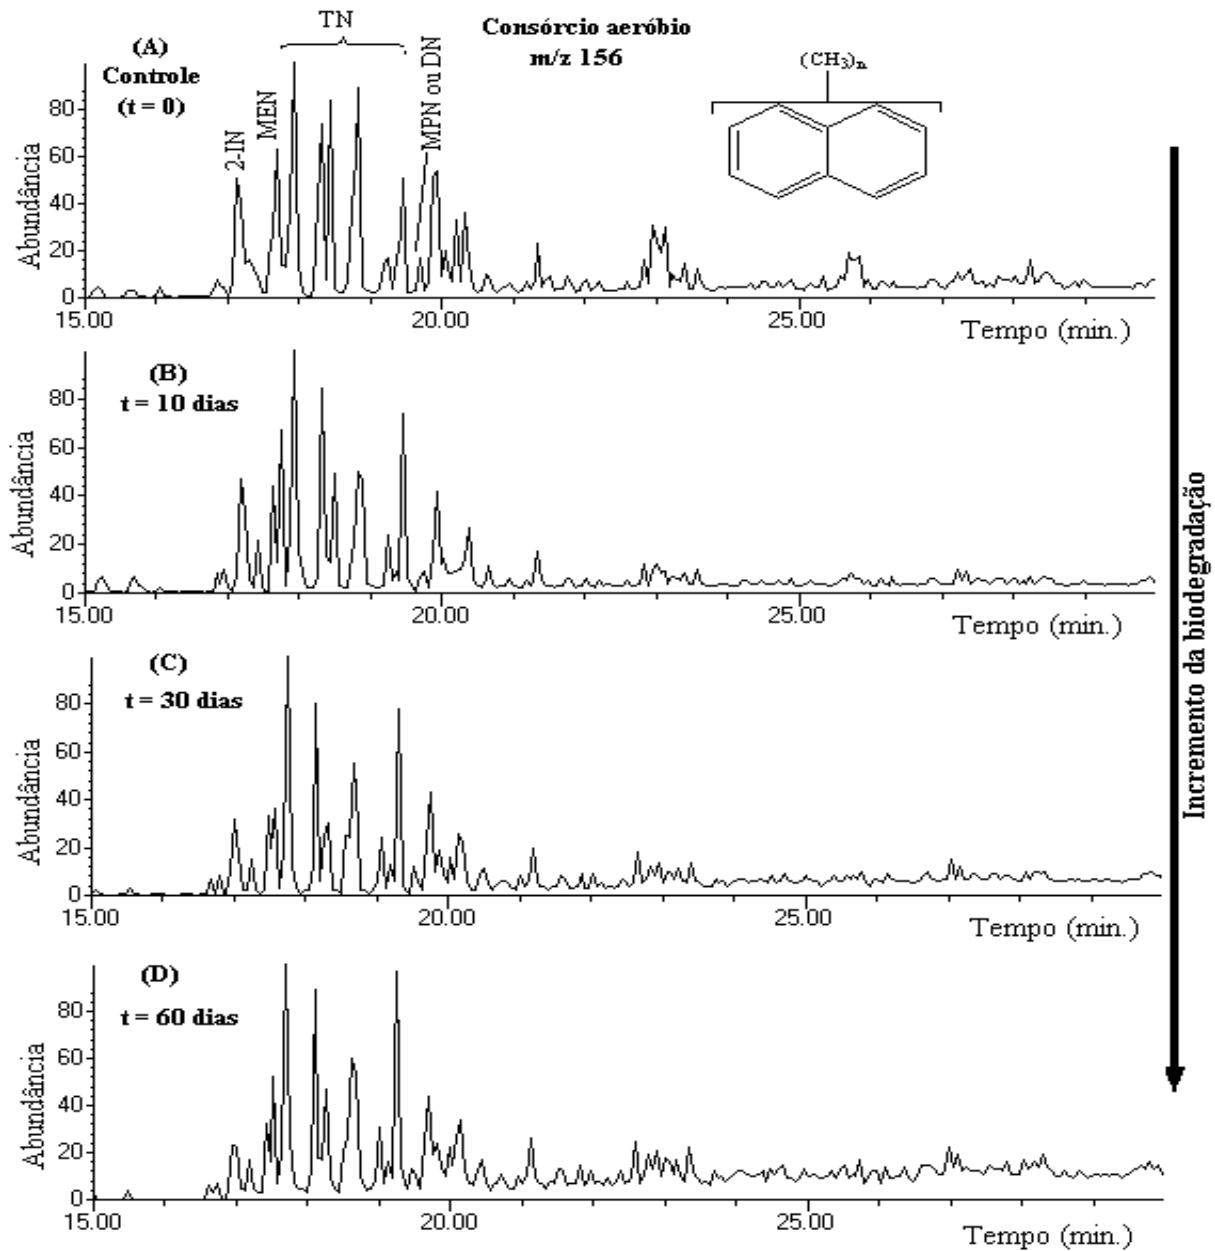 TN
Consórcio aeróbio
m/z 156
(A)
Controle
(t = 0)
2-IN
MEN
MPN ou DN
(CH₃)ₙ
Abundância
80
60
40
20
0
15.00
20.00
25.00
Tempo (min.)
(B)
t = 10 dias
Abundância
80
60
40
20
0
15.00
20.00
25.00
Tempo (min.)
(C)
t = 30 dias
Abundância
80
60
40
20
0
15.00
20.00
25.00
Tempo (min.)
(D)
t = 60 dias
Abundância
80
60
40
20
0
15.00
20.00
25.00
Tempo (min.)
Incremento da biodegradação